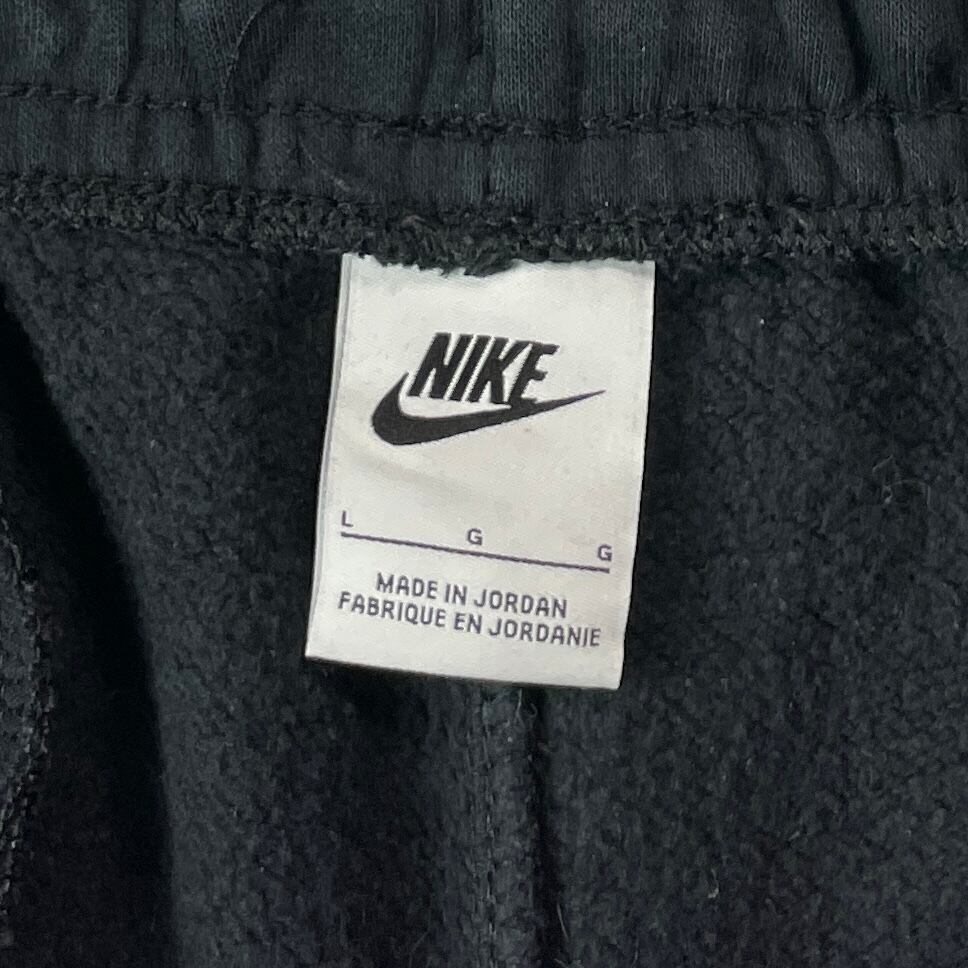 NIKE
L G G
MADE IN JORDAN
FABRIQUE EN JORDANIE